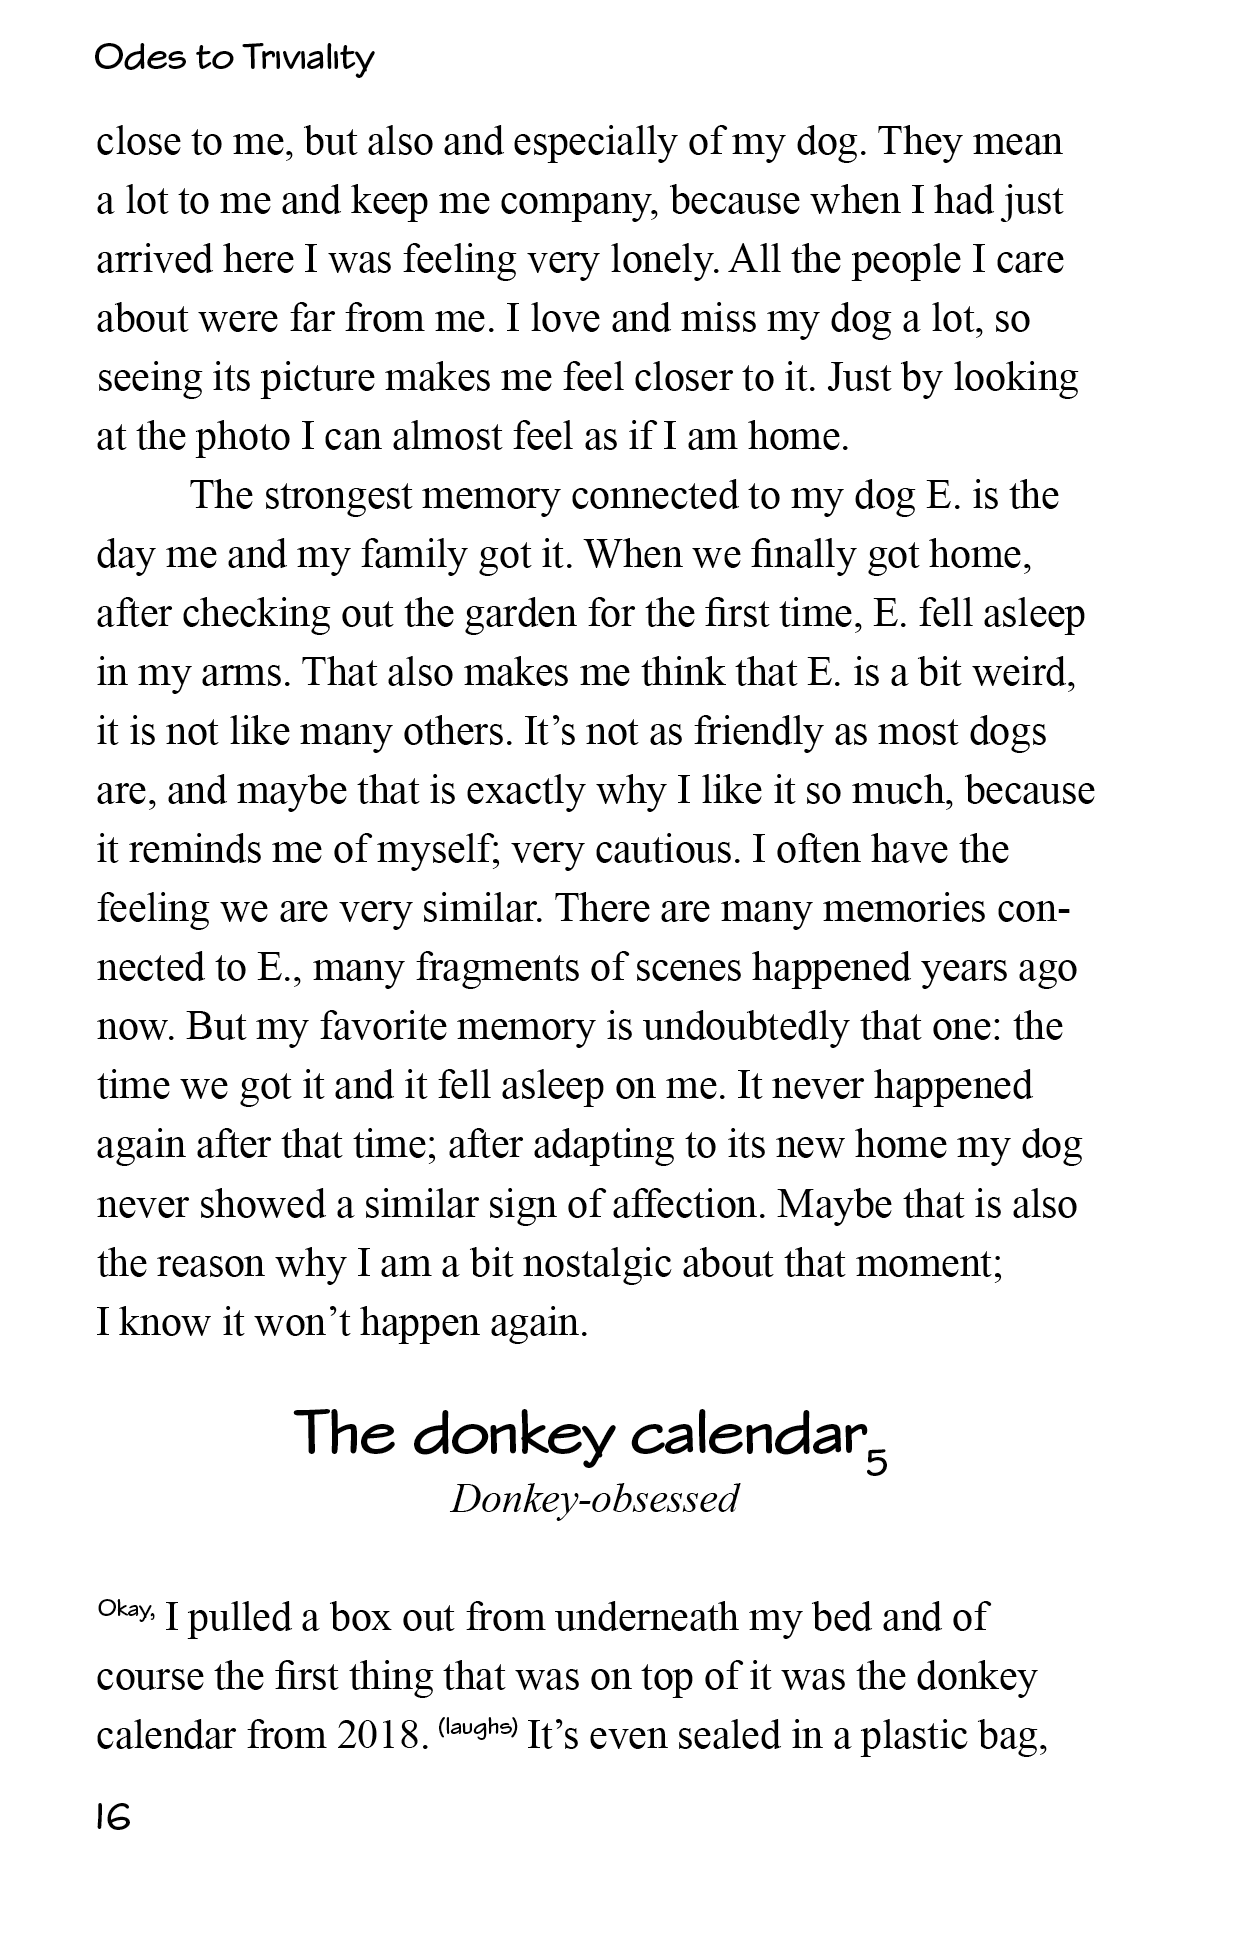 Odes to Triviality
close to me, but also and especially of my dog. They mean
a lot to me and keep me company, because when I had just
arrived here I was feeling very lonely. All the people I care
about were far from me. I love and miss my dog a lot, so
seeing its picture makes me feel closer to it. Just by looking
at the photo I can almost feel as if I am home.
The strongest memory connected to my dog E. is the
day me and my family got it. When we finally got home,
after checking out the garden for the first time, E. fell asleep
in my arms. That also makes me think that E. is a bit weird,
it is not like many others. It’s not as friendly as most dogs
are, and maybe that is exactly why I like it so much, because
it reminds me of myself; very cautious. I often have the
feeling we are very similar. There are many memories con-
nected to E., many fragments of scenes happened years ago
now. But my favorite memory is undoubtedly that one: the
time we got it and it fell asleep on me. It never happened
again after that time; after adapting to its new home my dog
never showed a similar sign of affection. Maybe that is also
the reason why I am a bit nostalgic about that moment;
I know it won’t happen again.
The donkey calendar5
Donkey-obsessed
Okay, I pulled a box out from underneath my bed and of
course the first thing that was on top of it was the donkey
calendar from 2018. (laughs) It’s even sealed in a plastic bag,
16